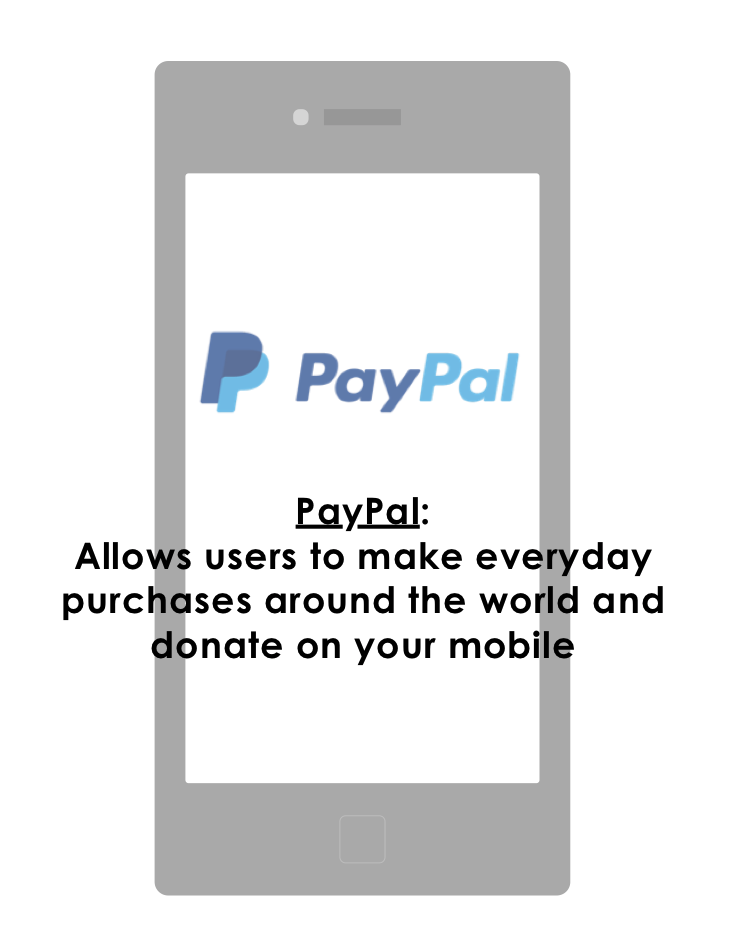 PayPal
PayPal:
Allows users to make everyday
purchases around the world and
donate on your mobile